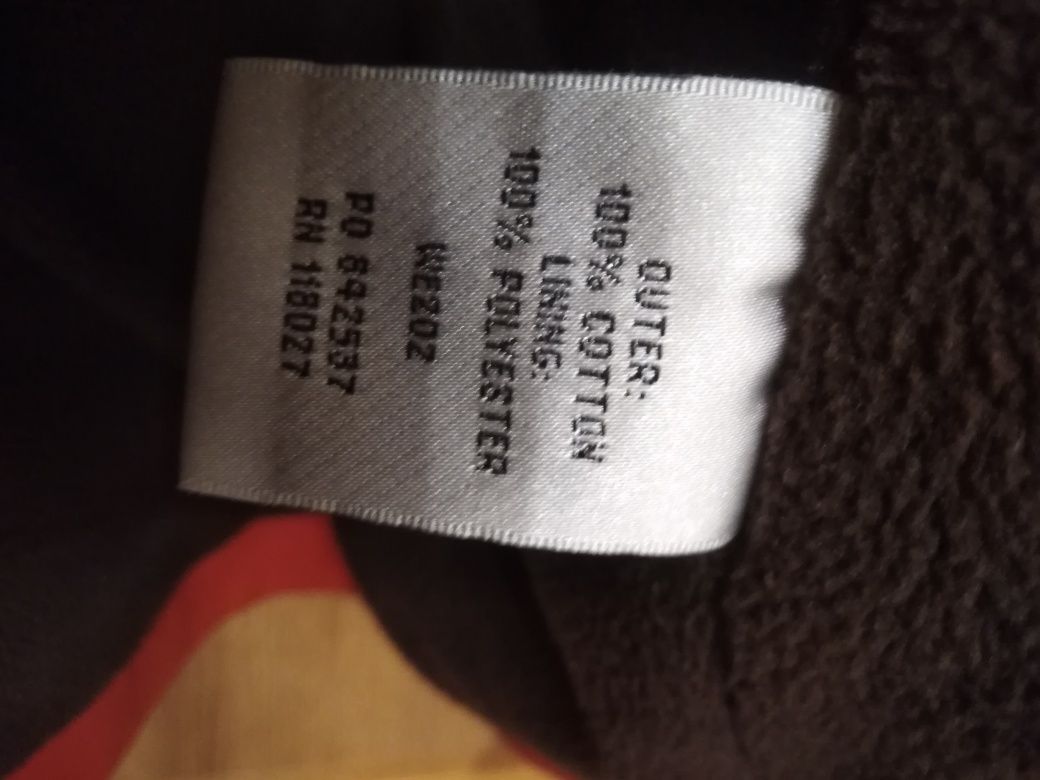 OUTER:
100% COTTON
LINING:
100% POLYESTER
WE202
PO 842537
RN 118027